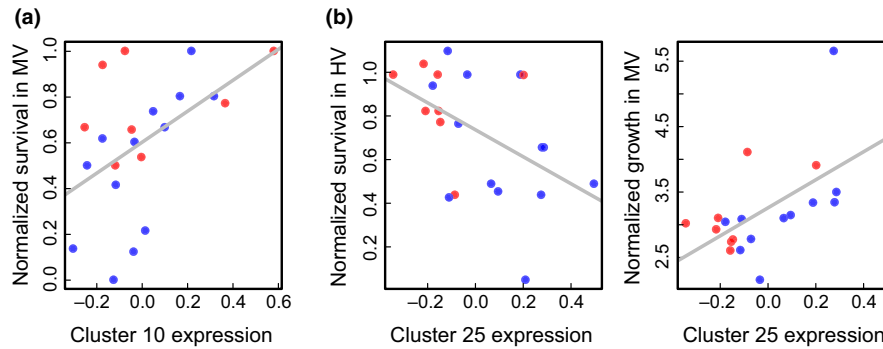 (a)
Normalized survival in MV
0.0 0.2 0.4 0.6 0.8 1.0
−0.2 0.0 0.2 0.4 0.6
Cluster 10 expression
(b)
Normalized survival in HV
0.2 0.4 0.6 0.8 1.0
−0.2 0.0 0.2 0.4
Cluster 25 expression
Normalized growth in MV
2.5 3.5 4.5 5.5
−0.2 0.0 0.2 0.4
Cluster 25 expression